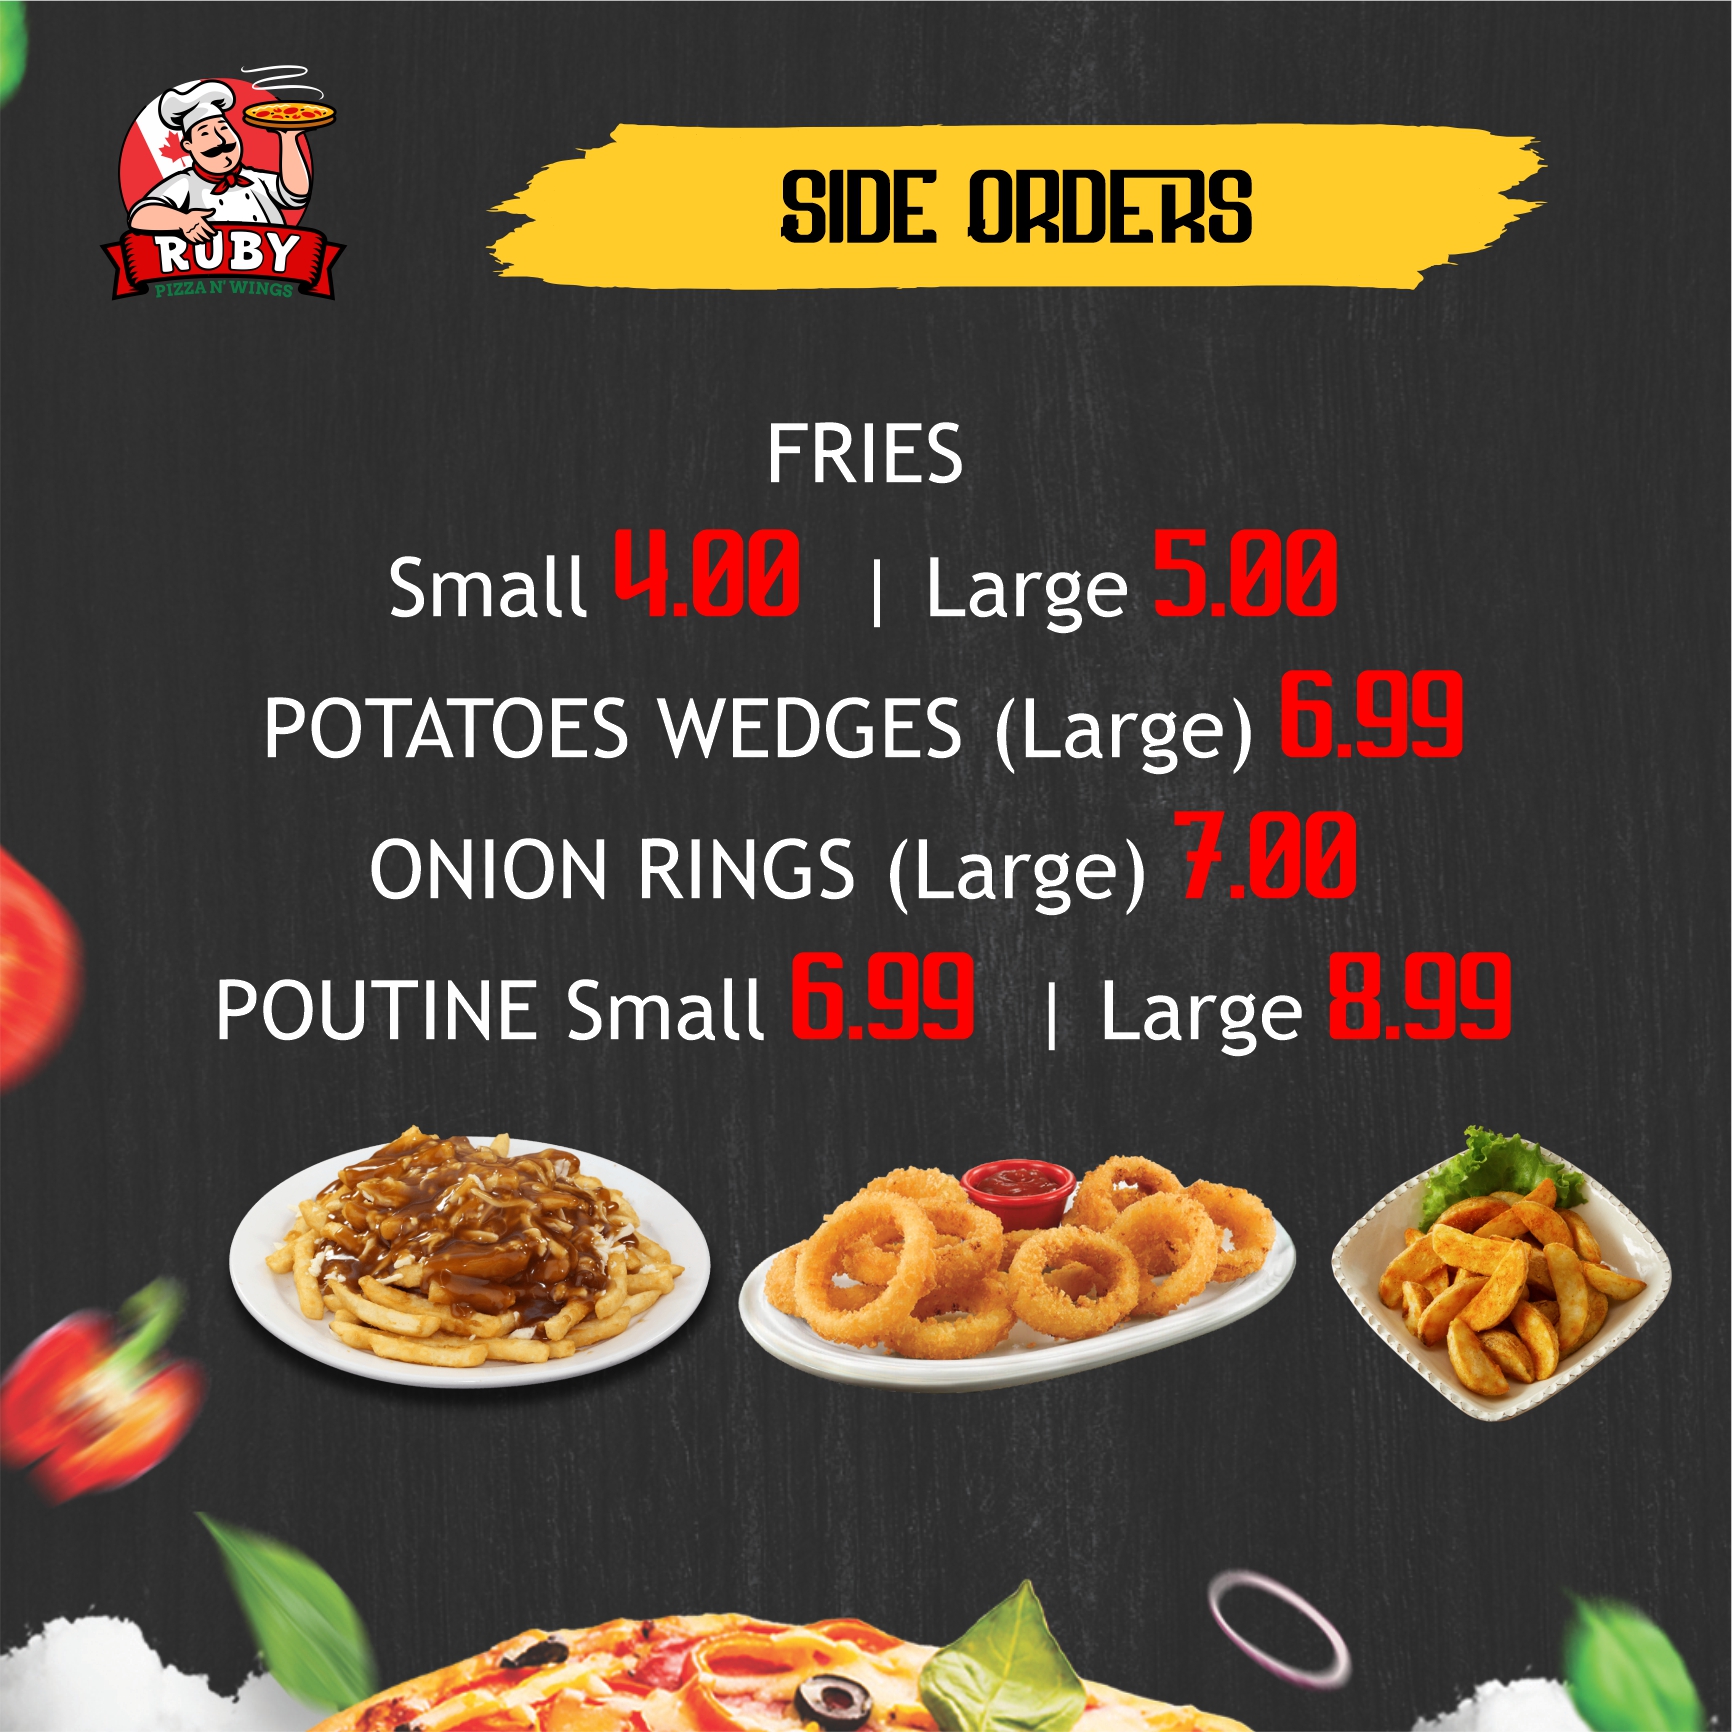 RUBY
PIZZA N' WINGS
SIDE ORDERS
FRIES
Small 4.00 | Large 5.00
POTATOES WEDGES (Large) 6.99
ONION RINGS (Large) 7.00
POUTINE Small 6.99 | Large 8.99